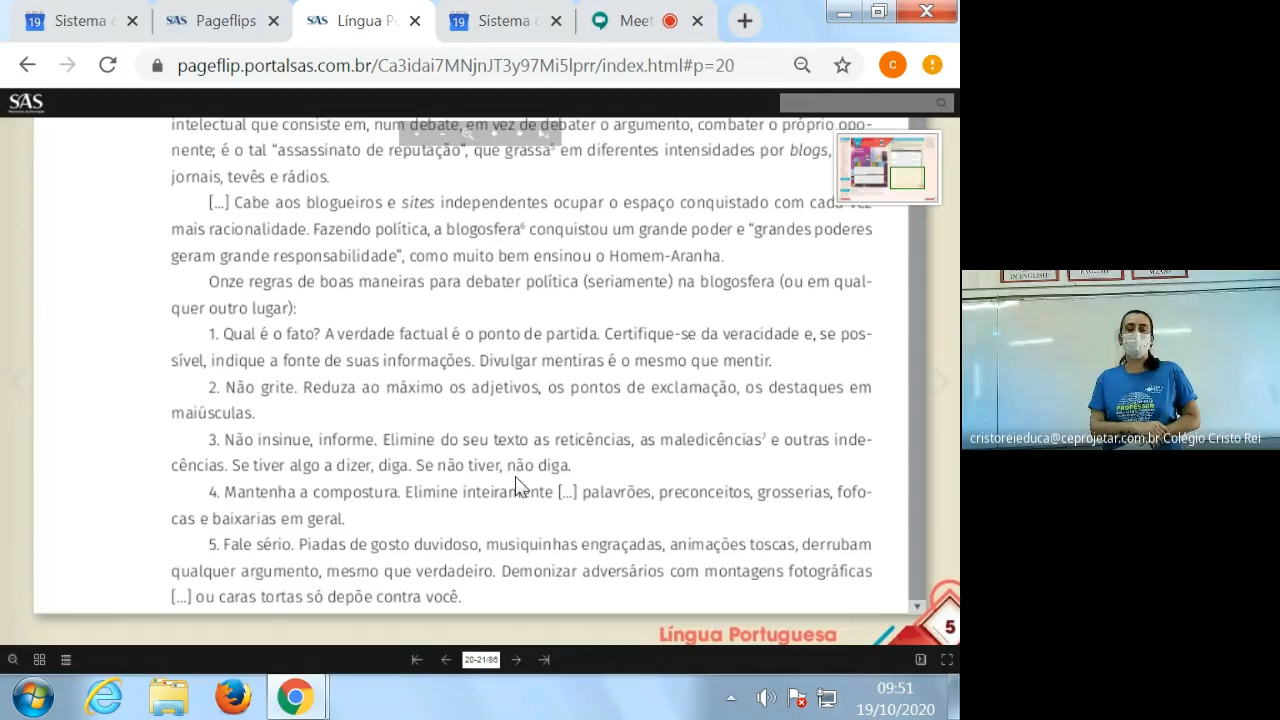 Sistema
Pageflips
Língua P
Sistema
Meet
pageflip.portalsas.com.br/Ca3idai7MNjnJT3y97Mi5lprr/index.html#p=20
C
SAS
intelectual que consiste em, num debate, em vez de debater o argumento, combater o próprio opo-
nente; é o tal “assassinato de reputação”, que grassa⁵ em diferentes intensidades por blogs,
jornais, tevês e rádios.
[...] Cabe aos blogueiros e sites independentes ocupar o espaço conquistado com cada vez
mais racionalidade. Fazendo política, a blogosfera⁶ conquistou um grande poder e “grandes poderes
geram grande responsabilidade”, como muito bem ensinou o Homem-Aranha.
Onze regras de boas maneiras para debater política (seriamente) na blogosfera (ou em qual-
quer outro lugar):
1. Qual é o fato? A verdade factual é o ponto de partida. Certifique-se da veracidade e, se pos-
sível, indique a fonte de suas informações. Divulgar mentiras é o mesmo que mentir.
2. Não grite. Reduza ao máximo os adjetivos, os pontos de exclamação, os destaques em
maiúsculas.
3. Não insinue, informe. Elimine do seu texto as reticências, as maledicências⁷ e outras inde-
cências. Se tiver algo a dizer, diga. Se não tiver, não diga.
4. Mantenha a compostura. Elimine inteiramente [...] palavrões, preconceitos, grosserias, fofo-
cas e baixarias em geral.
5. Fale sério. Piadas de gosto duvidoso, musiquinhas engraçadas, animações toscas, derrubam
qualquer argumento, mesmo que verdadeiro. Demonizar adversários com montagens fotográficas
[...] ou caras tortas só depõe contra você.
Língua Portuguesa
5
20-21/86
09:51
19/10/2020
IN ENGLISH?
PROFESSOR
cristoreieduca@ceprojetar.com.br Colégio Cristo Rei